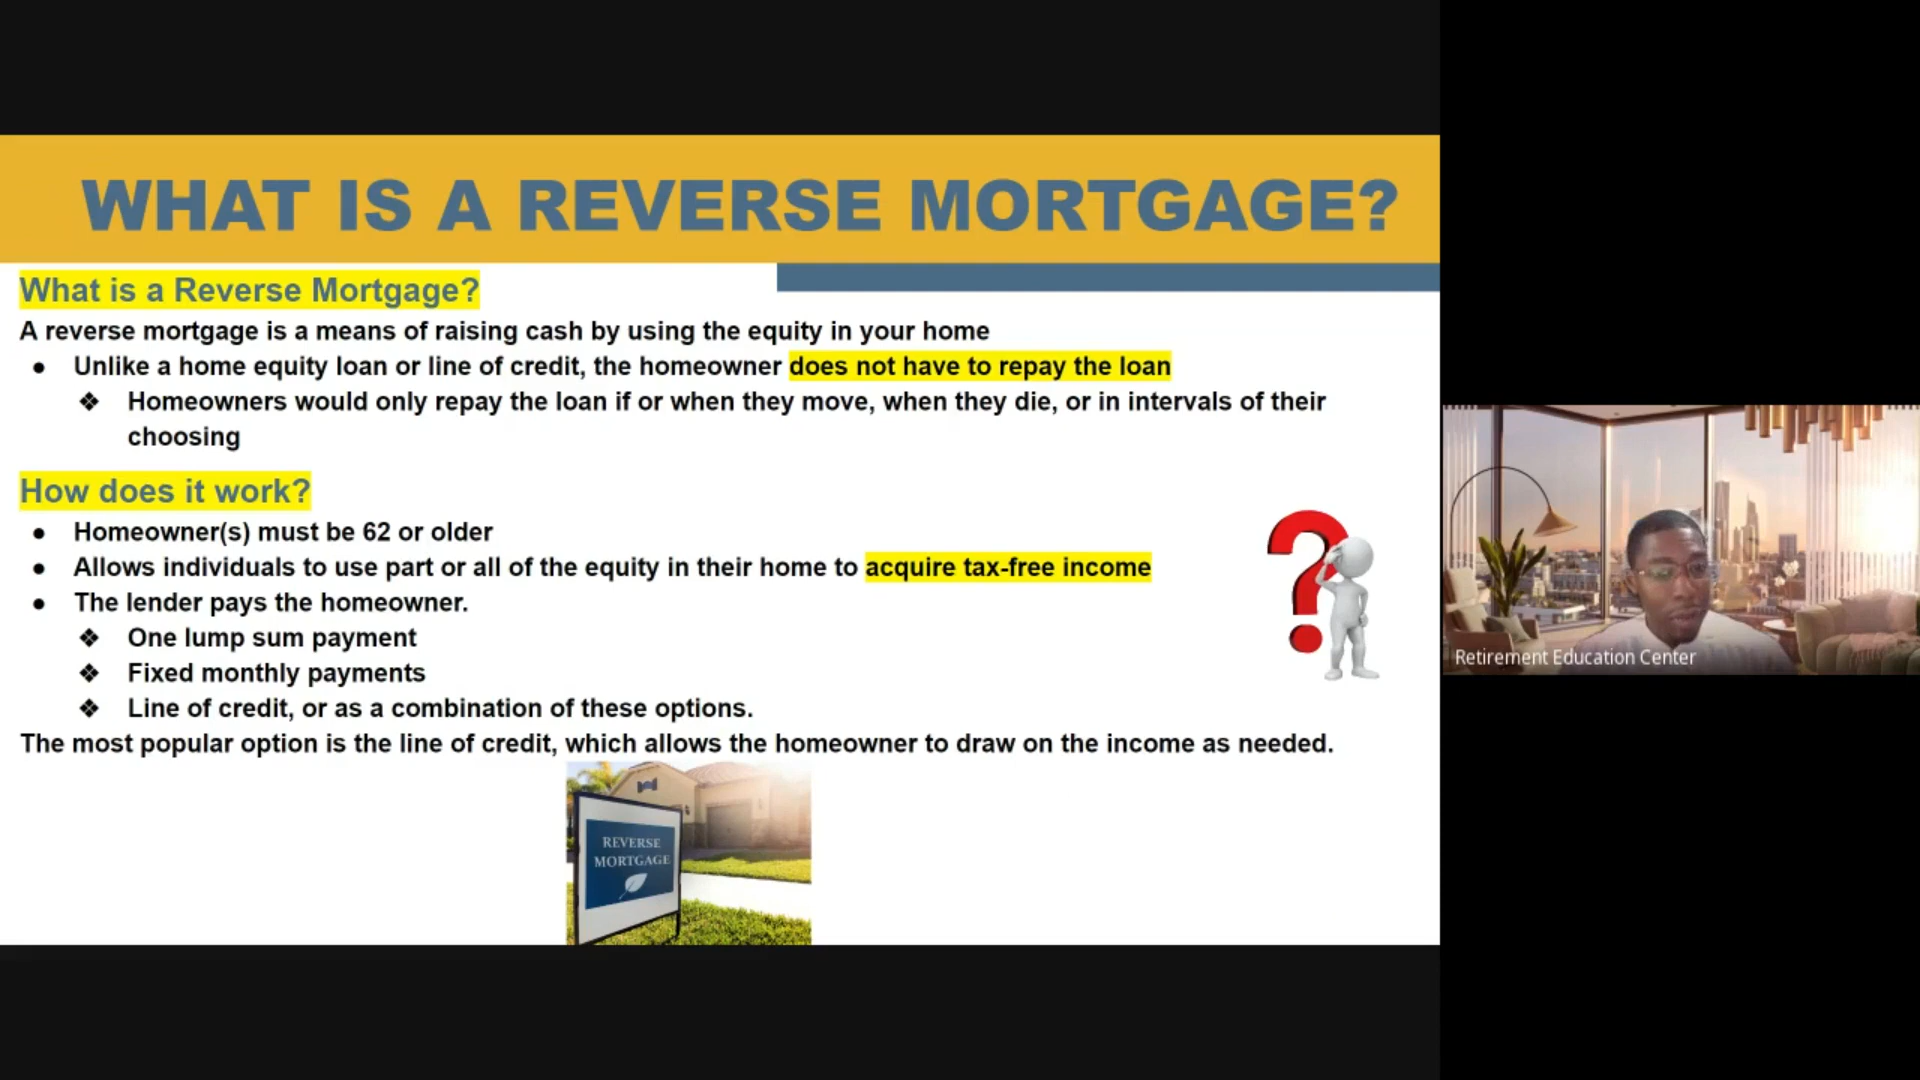 WHAT IS A REVERSE MORTGAGE?
What is a Reverse Mortgage?
A reverse mortgage is a means of raising cash by using the equity in your home
● Unlike a home equity loan or line of credit, the homeowner does not have to repay the loan
❖ Homeowners would only repay the loan if or when they move, when they die, or in intervals of their
choosing
How does it work?
● Homeowner(s) must be 62 or older
● Allows individuals to use part or all of the equity in their home to acquire tax-free income
● The lender pays the homeowner.
❖ One lump sum payment
❖ Fixed monthly payments
❖ Line of credit, or as a combination of these options.
The most popular option is the line of credit, which allows the homeowner to draw on the income as needed.
REVERSE
MORTGAGE
Retirement Education Center